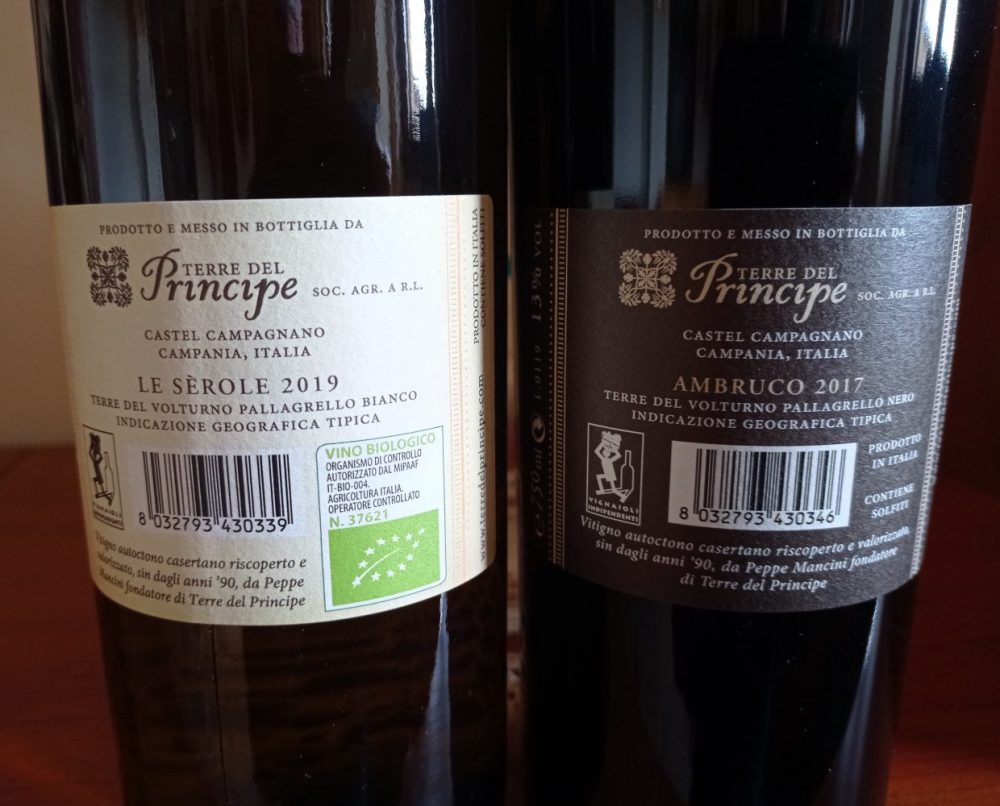 PRODOTTO E MESSO IN BOTTIGLIA DA
TERRE DEL
Principe SOC. AGR. A R.L.
CASTEL CAMPAGNANO
CAMPANIA, ITALIA
LE SÈROLE 2019
TERRE DEL VOLTURNO PALLAGRELLO BIANCO
INDICAZIONE GEOGRAFICA TIPICA
VIGNAIOLI
INDIPENDENTI
8 032793 430339
VINO BIOLOGICO
ORGANISMO DI CONTROLLO
AUTORIZZATO DAL MIPAAF
IT-BIO-004.
AGRICOLTURA ITALIA.
OPERATORE CONTROLLATO
N. 37621
Vitigno autoctono casertano riscoperto e
valorizzato, sin dagli anni '90, da Peppe
Mancini fondatore di Terre del Principe
www.terredelprincipe.com
PRODOTTO IN ITALIA
CONTIENE SOLFITI
PRODOTTO E MESSO IN BOTTIGLIA DA
TERRE DEL
Principe SOC. AGR. A R.L.
CASTEL CAMPAGNANO
CAMPANIA, ITALIA
AMBRUCO 2017
TERRE DEL VOLTURNO PALLAGRELLO NERO
INDICAZIONE GEOGRAFICA TIPICA
VIGNAIOLI
INDIPENDENTI
8 032793 430346
PRODOTTO
IN ITALIA
CONTIENE
SOLFITI
Vitigno autoctono casertano riscoperto e valorizzato,
sin dagli anni '90, da Peppe Mancini fondatore
di Terre del Principe
e 750ml L.0119 13% VOL